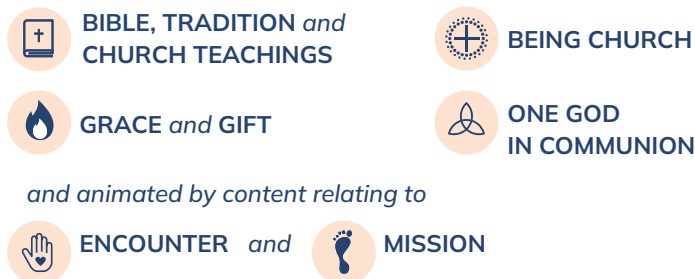 BIBLE, TRADITION and
CHURCH TEACHINGS
BEING CHURCH
GRACE and GIFT
ONE GOD
IN COMMUNION
and animated by content relating to
ENCOUNTER and MISSION